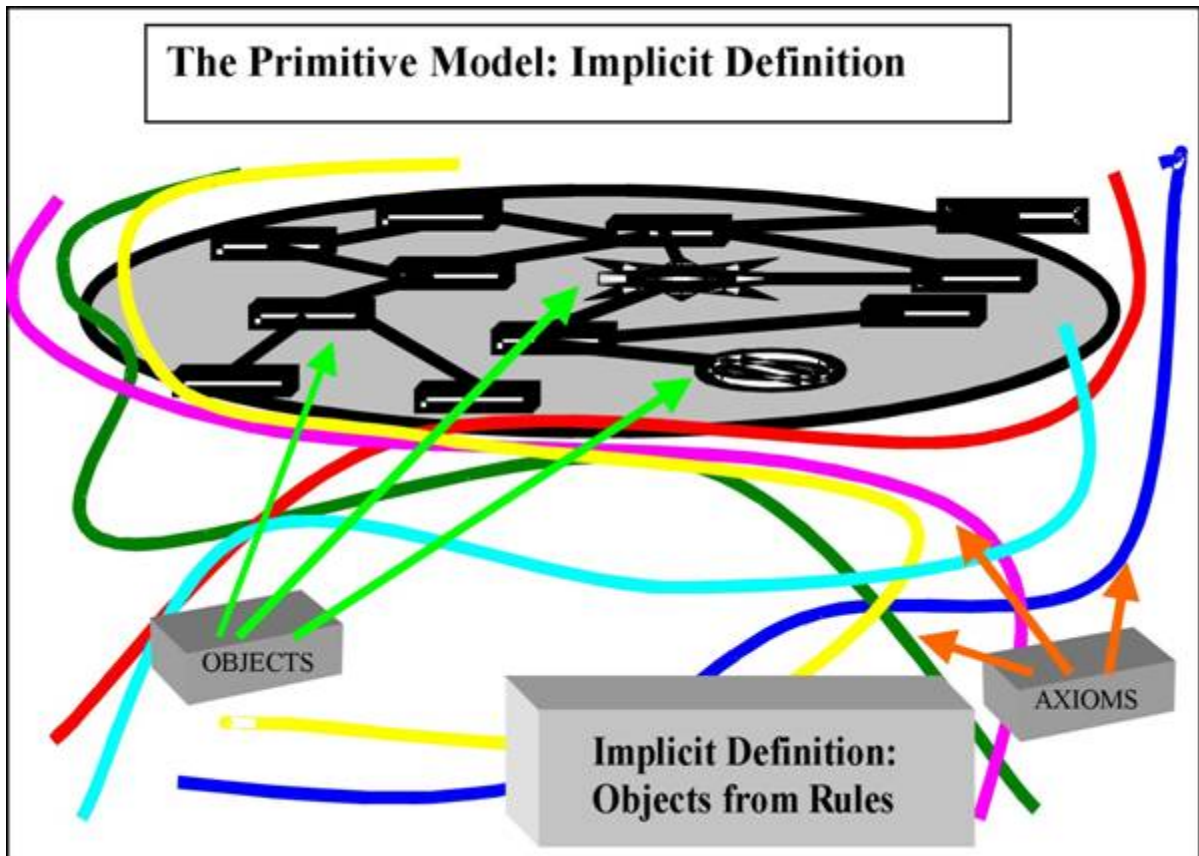 The Primitive Model: Implicit Definition
OBJECTS
AXIOMS
Implicit Definition:
Objects from Rules